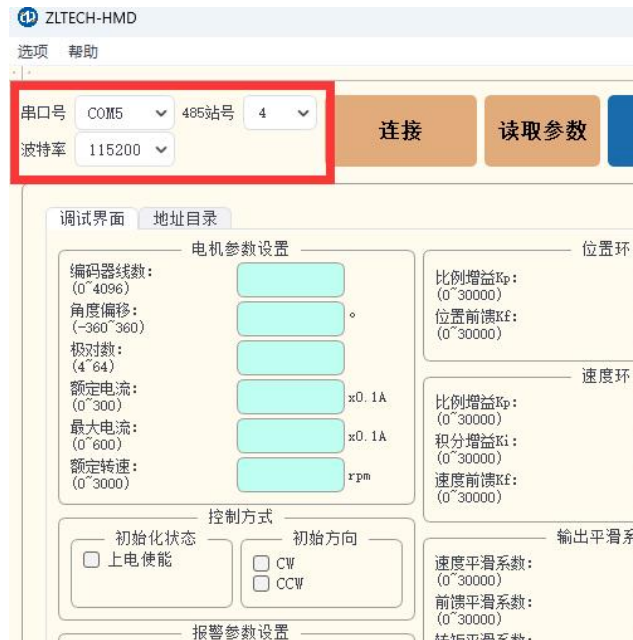 ZLTECH-HMD
选项 帮助
串口号 COM5 485站号 4
波特率 115200
连接 读取参数
调试界面 地址目录
电机参数设置
编码器线数:
(0~4096)
角度偏移:
(-360~360) °
极对数:
(4~64)
额定电流:
(0~300) x0.1A
最大电流:
(0~600) x0.1A
额定转速:
(0~3000) rpm
位置环
比例增益Kp:
(0~30000)
位置前馈Kf:
(0~30000)
速度环
比例增益Kp:
(0~30000)
积分增益Ki:
(0~30000)
速度前馈Kf:
(0~30000)
控制方式
初始化状态
上电使能
初始方向
CW
CCW
输出平滑系
速度平滑系数:
(0~30000)
前馈平滑系数:
(0~30000)
转矩平滑系数:
报警参数设置